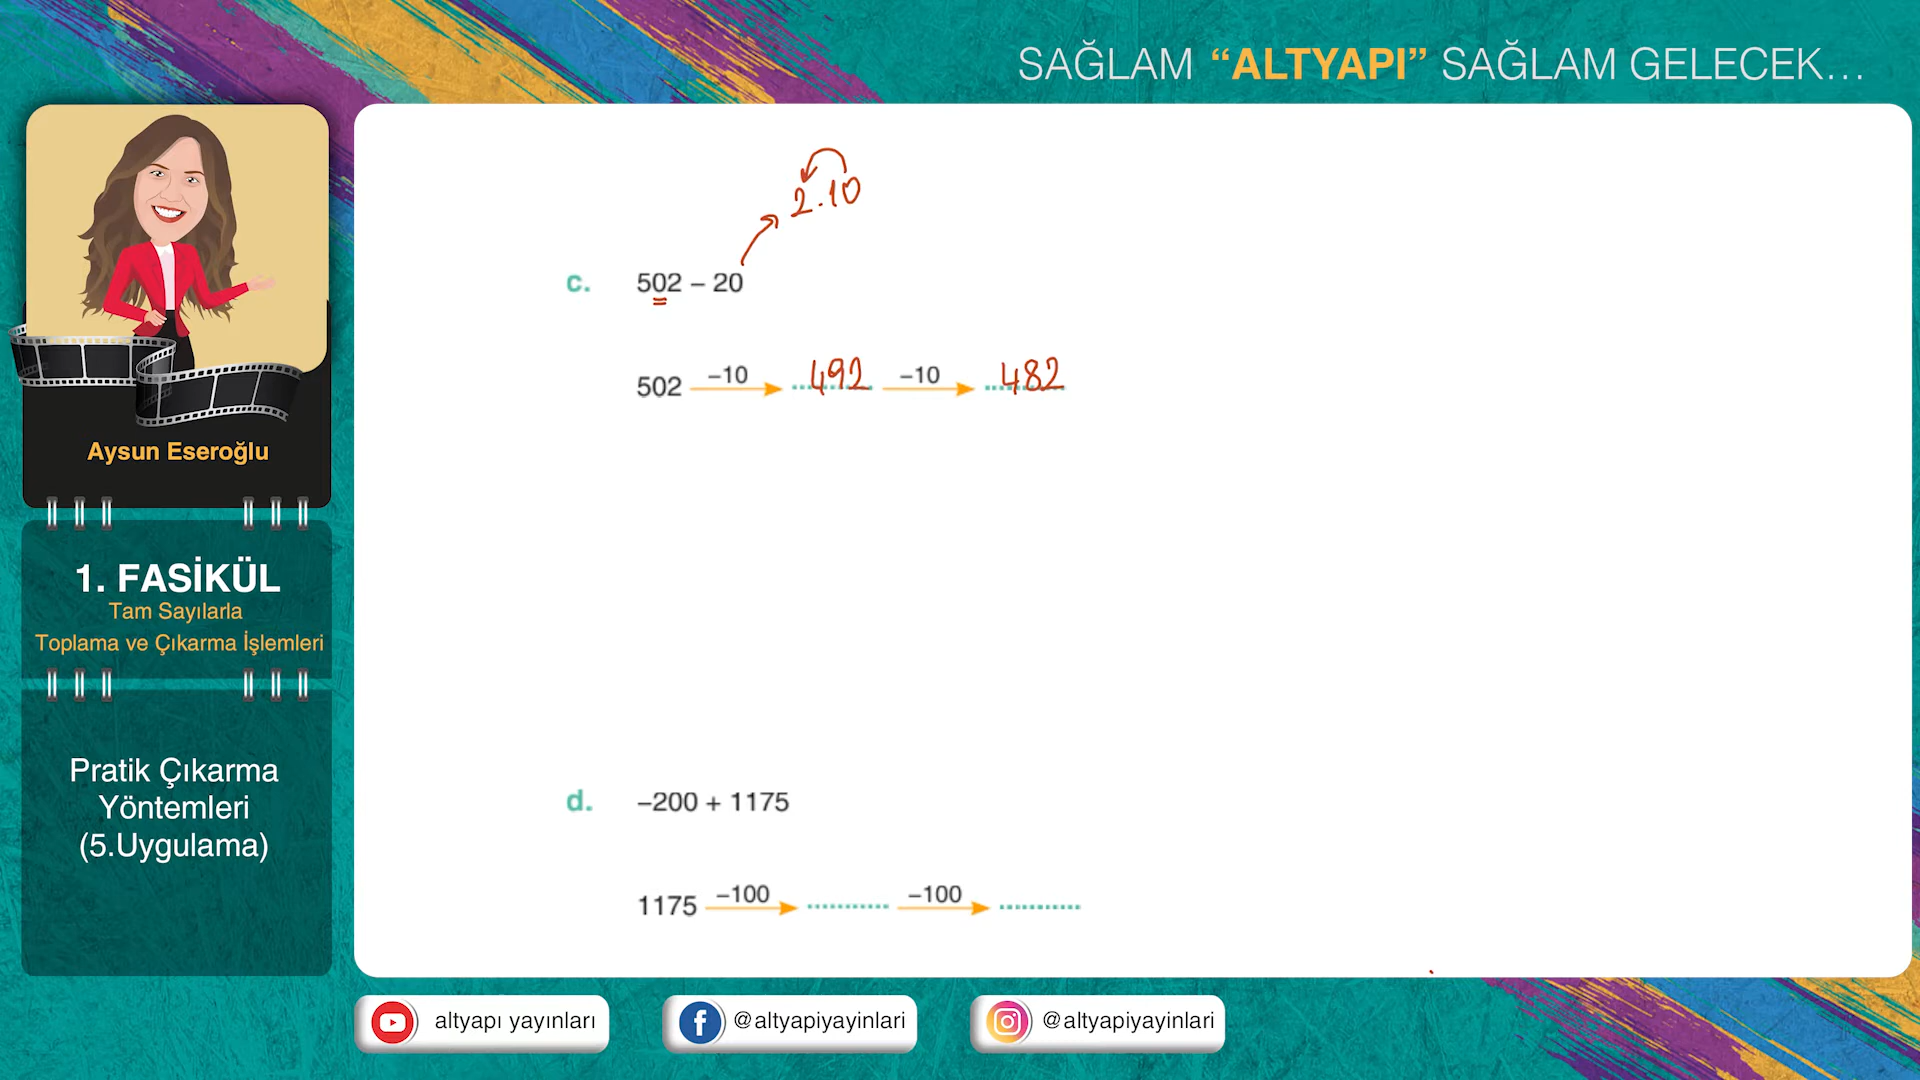 SAĞLAM “ALTYAPI” SAĞLAM GELECEK...
Aysun Eseroğlu
1. FASİKÜL
Tam Sayılarla
Toplama ve Çıkarma İşlemleri
Pratik Çıkarma
Yöntemleri
(5.Uygulama)
2.10
c. 502 – 20
502 –10 492 –10 482
d. –200 + 1175
1175 –100 .......... –100 ..........
altyapı yayınları
@altyapiyayinlari
@altyapiyayinlari